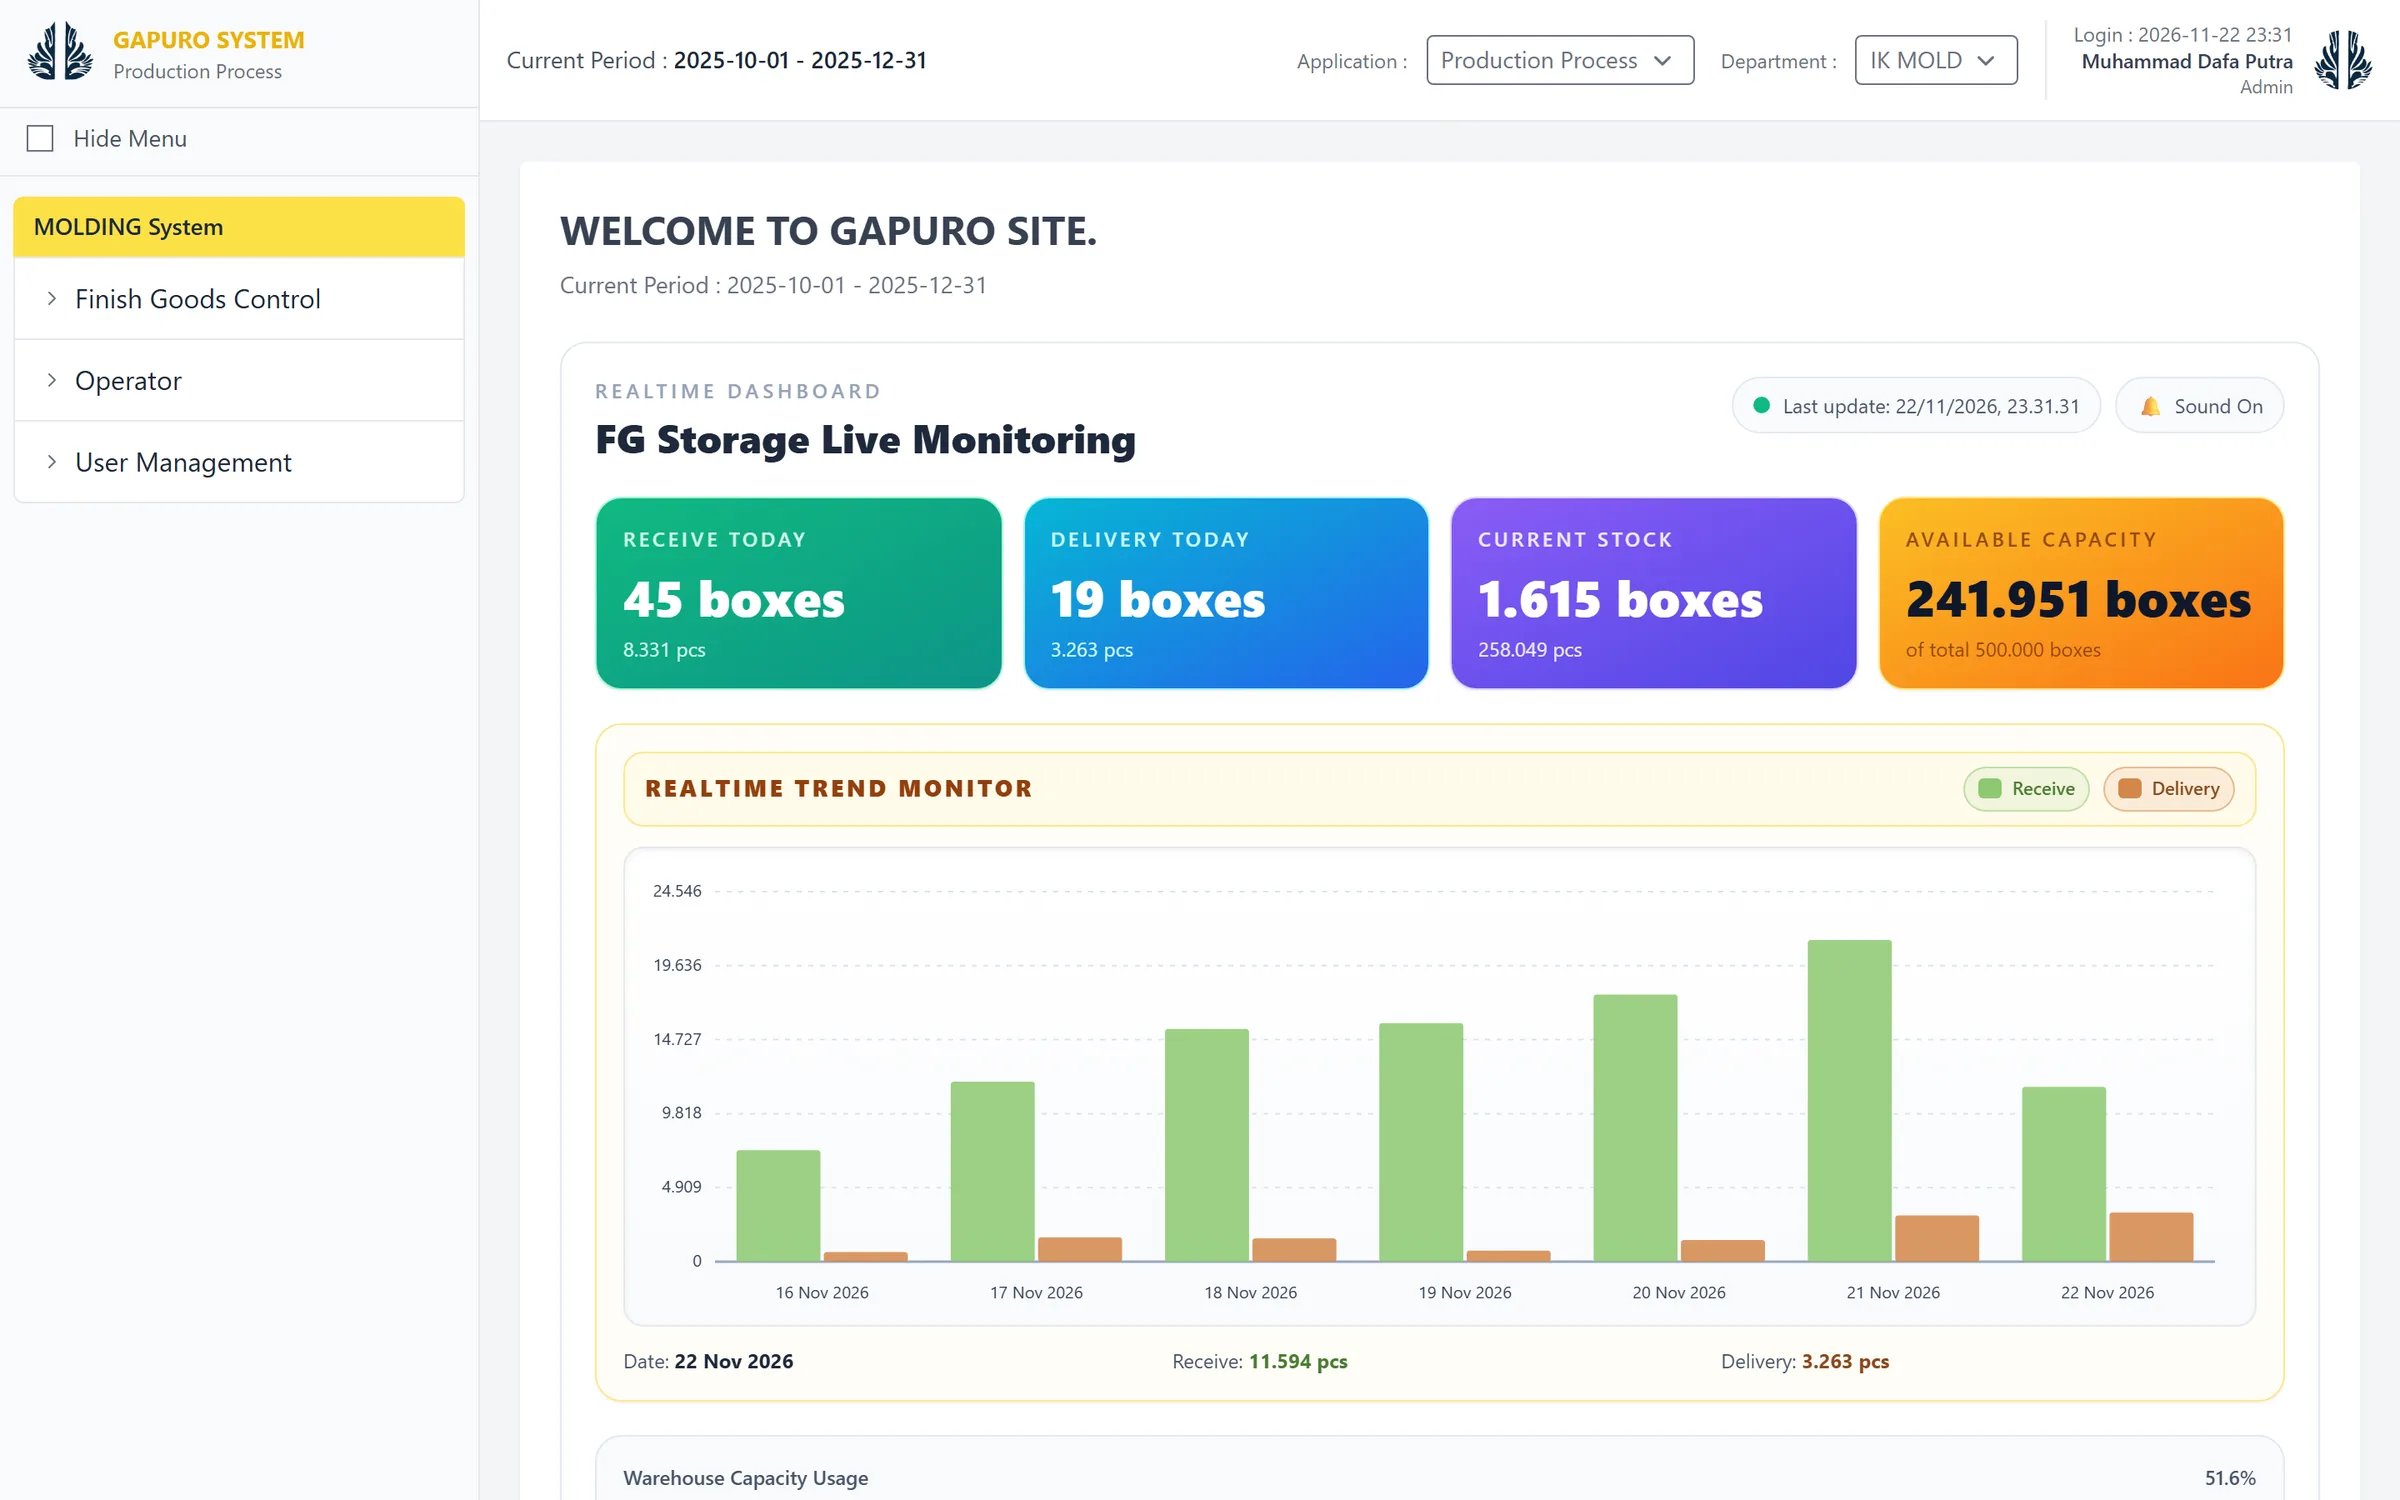 GAPURO SYSTEM
Production Process
Current Period : 2025-10-01 - 2025-12-31
Application : Production Process
Department : IK MOLD
Login : 2026-11-22 23:31
Muhammad Dafa Putra
Admin
Hide Menu
MOLDING System
Finish Goods Control
Operator
User Management
WELCOME TO GAPURO SITE.
Current Period : 2025-10-01 - 2025-12-31
REALTIME DASHBOARD
FG Storage Live Monitoring
Last update: 22/11/2026, 23.31.31
Sound On
RECEIVE TODAY
45 boxes
8.331 pcs
DELIVERY TODAY
19 boxes
3.263 pcs
CURRENT STOCK
1.615 boxes
258.049 pcs
AVAILABLE CAPACITY
241.951 boxes
of total 500.000 boxes
REALTIME TREND MONITOR
Receive
Delivery
24.546
19.636
14.727
9.818
4.909
0
16 Nov 2026
17 Nov 2026
18 Nov 2026
19 Nov 2026
20 Nov 2026
21 Nov 2026
22 Nov 2026
Date: 22 Nov 2026
Receive: 11.594 pcs
Delivery: 3.263 pcs
Warehouse Capacity Usage
51.6%